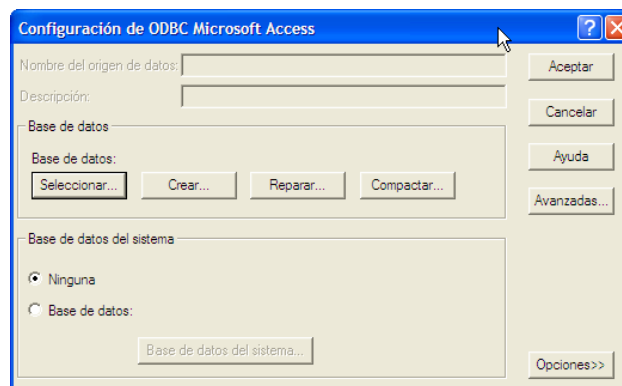 Configuración de ODBC Microsoft Access
Nombre del origen de datos:
Aceptar
Descripción:
Cancelar
Base de datos
Base de datos:
Seleccionar...
Crear...
Reparar...
Compactar...
Ayuda
Avanzadas...
Base de datos del sistema
Ninguna
Base de datos:
Base de datos del sistema...
Opciones>>